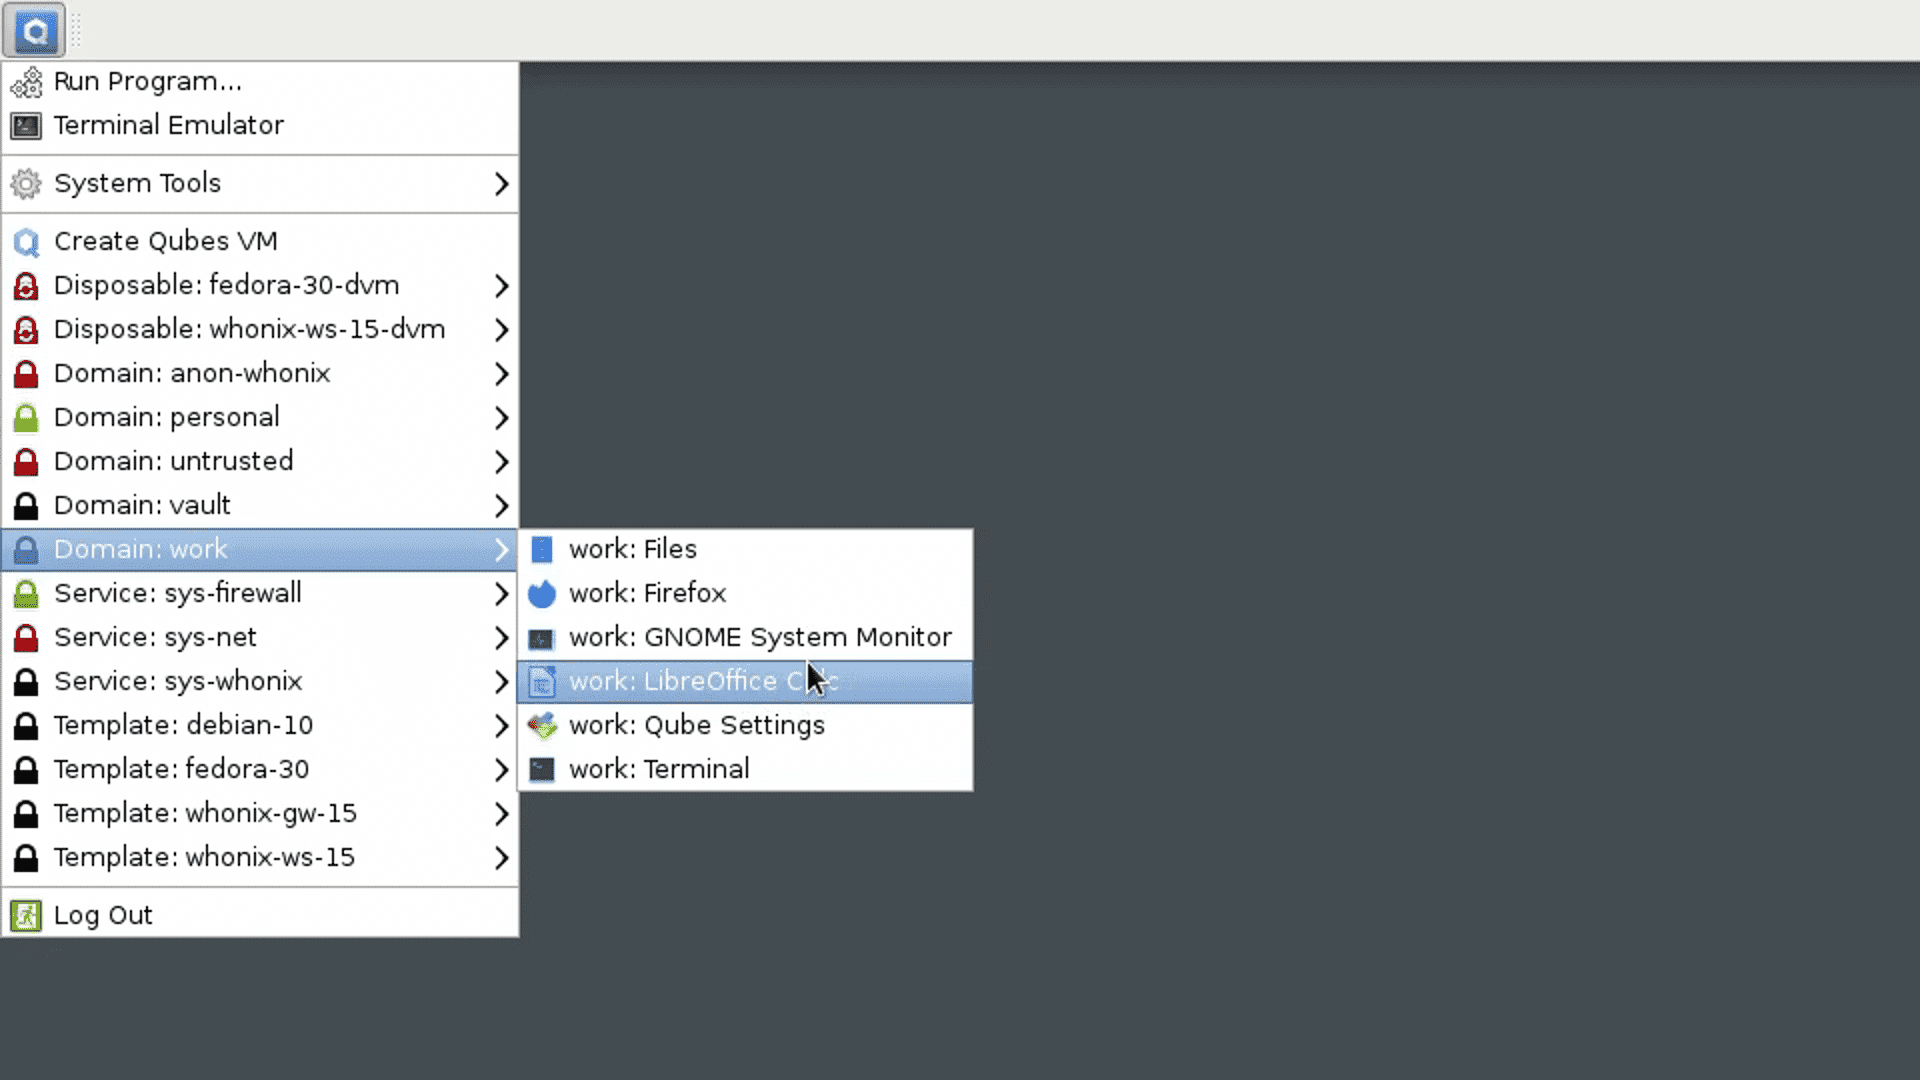 Run Program...
Terminal Emulator
System Tools
Create Qubes VM
Disposable: fedora-30-dvm
Disposable: whonix-ws-15-dvm
Domain: anon-whonix
Domain: personal
Domain: untrusted
Domain: vault
Domain: work
Service: sys-firewall
Service: sys-net
Service: sys-whonix
Template: debian-10
Template: fedora-30
Template: whonix-gw-15
Template: whonix-ws-15
Log Out
work: Files
work: Firefox
work: GNOME System Monitor
work: LibreOffice Calc
work: Qube Settings
work: Terminal